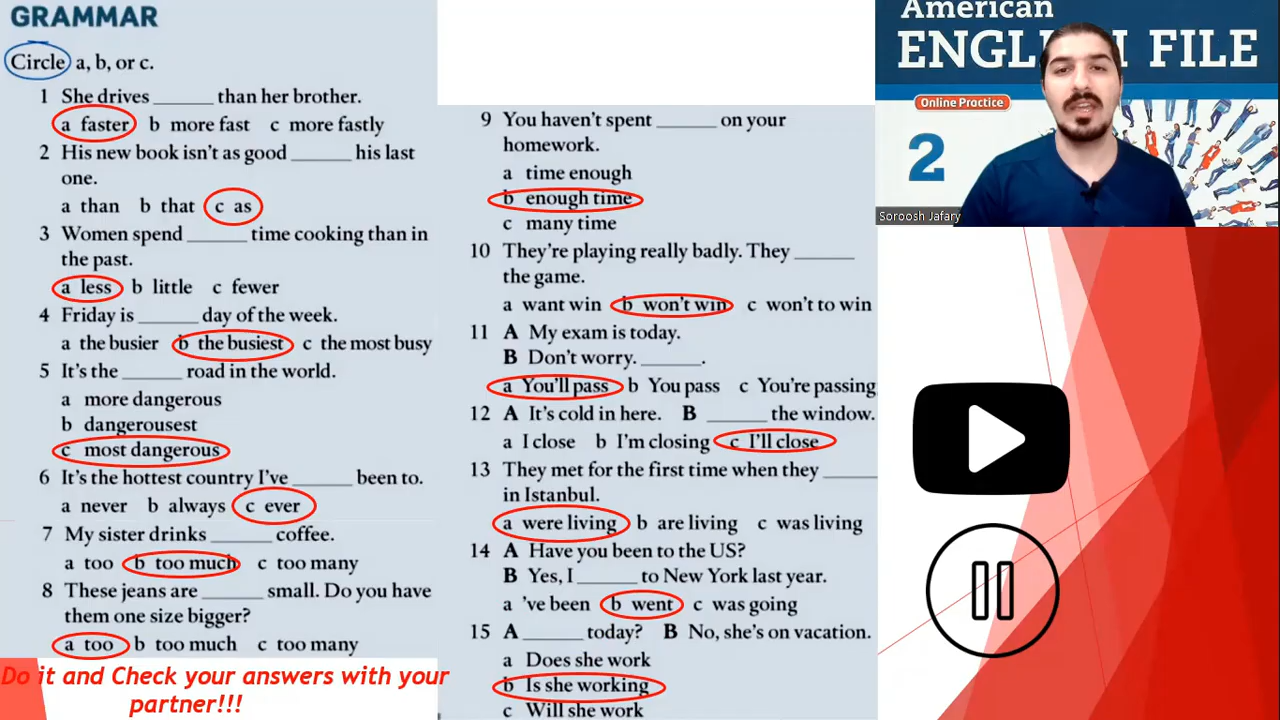 GRAMMAR
Circle a, b, or c.
1 She drives ______ than her brother.
a faster b more fast c more fastly
2 His new book isn't as good ______ his last
one.
a than b that c as
3 Women spend ______ time cooking than in
the past.
a less b little c fewer
4 Friday is ______ day of the week.
a the busier b the busiest c the most busy
5 It's the ______ road in the world.
a more dangerous
b dangerousest
c most dangerous
6 It's the hottest country I've ______ been to.
a never b always c ever
7 My sister drinks ______ coffee.
a too b too much c too many
8 These jeans are ______ small. Do you have
them one size bigger?
a too b too much c too many
Do it and Check your answers with your
partner!!!
9 You haven't spent ______ on your
homework.
a time enough
b enough time
c many time
10 They're playing really badly. They ______
the game.
a want win b won't win c won't to win
11 A My exam is today.
B Don't worry. ______.
a You'll pass b You pass c You're passing
12 A It's cold in here. B ______ the window.
a I close b I'm closing c I'll close
13 They met for the first time when they ______
in Istanbul.
a were living b are living c was living
14 A Have you been to the US?
B Yes, I ______ to New York last year.
a 've been b went c was going
15 A ______ today? B No, she's on vacation.
a Does she work
b Is she working
c Will she work
American
ENGLISH FILE
Online Practice
2
Soroosh Jafary